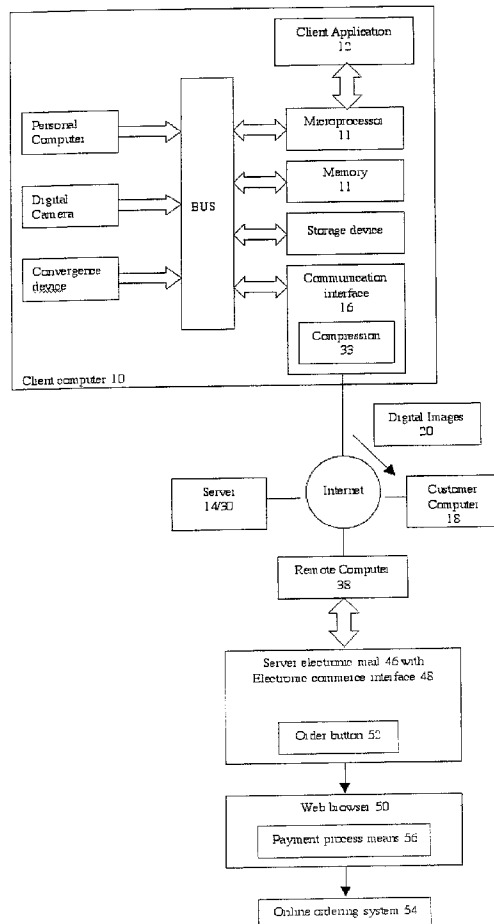 Client Application
12
Personal
Computer
Microprocessor
11
Digital
Camera
BUS
Memory
11
Storage device
Convergence
device
Communication
interface
16
Compression
33
Client computer 10
Digital Images
20
Server
14/30
Internet
Customer
Computer
18
Remote Computer
38
Server electronic mail 46 with
Electronic commerce interface 48
Order button 52
Web browser 50
Payment process means 56
Online ordering system 54